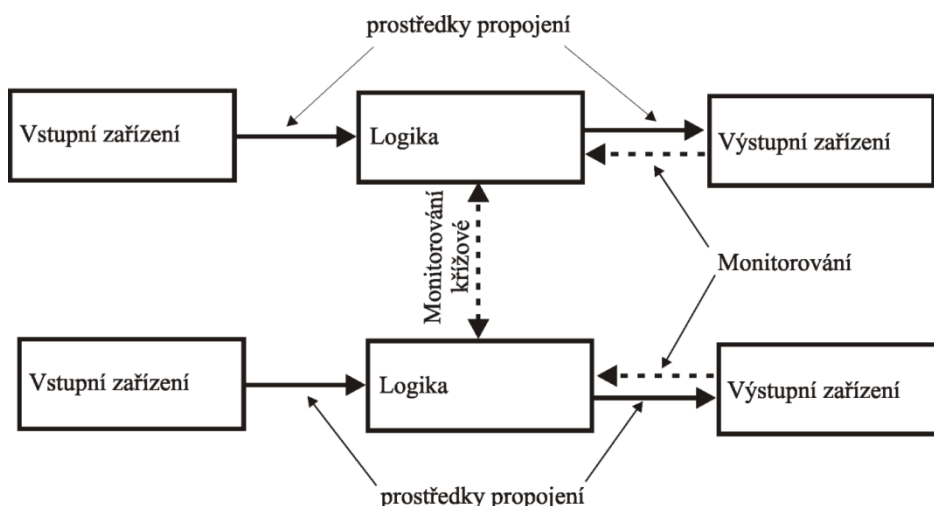 prostředky propojení
Vstupní zařízení
Logika
Výstupní zařízení
Monitorování
křížové
Monitorování
Vstupní zařízení
Logika
Výstupní zařízení
prostředky propojení